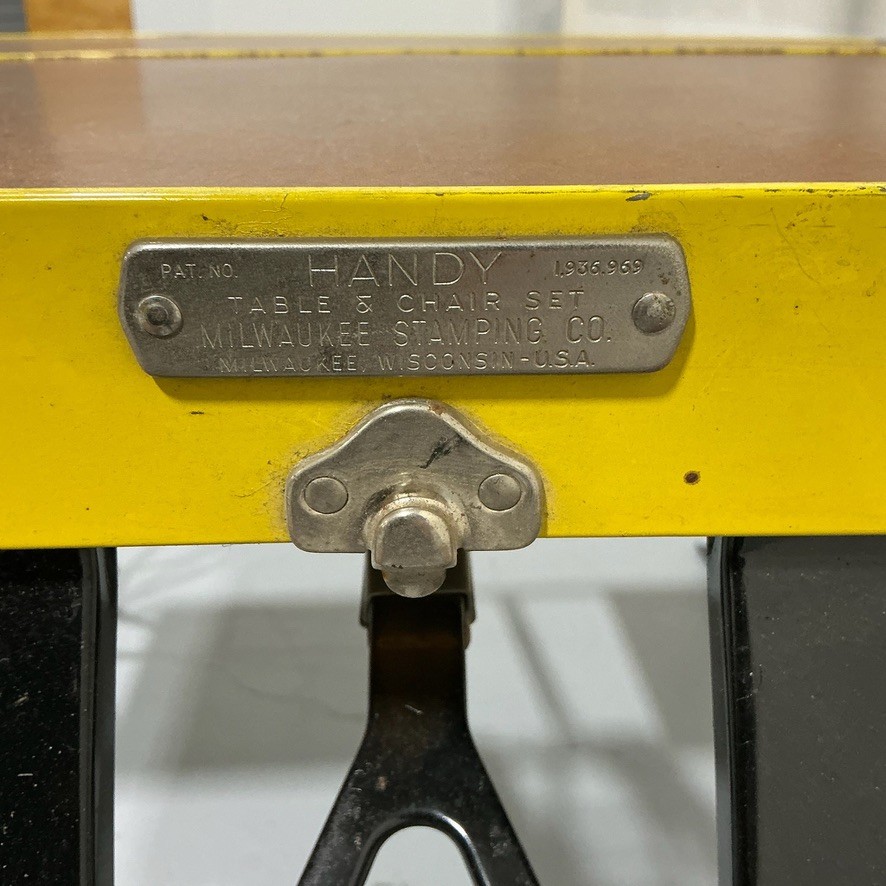 PAT. NO. HANDY 1,936,969
TABLE & CHAIR SET
MILWAUKEE STAMPING CO.
MILWAUKEE, WISCONSIN - U.S.A.